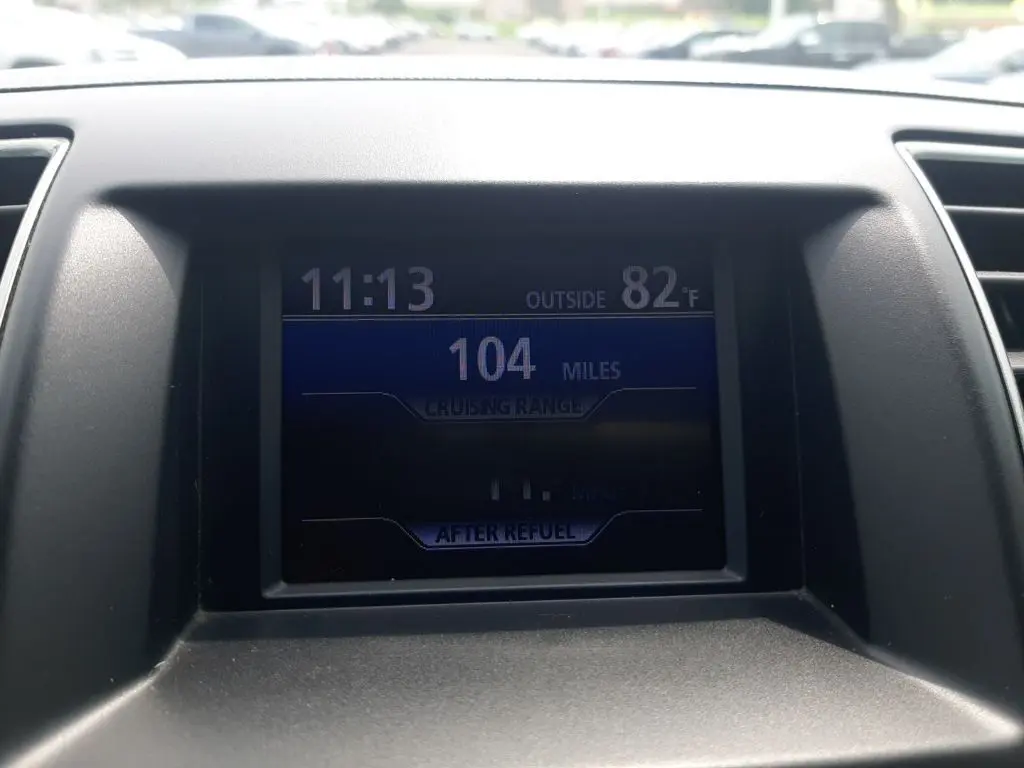 11:13 OUTSIDE 82°F
104 MILES
CRUISING RANGE
AFTER REFUEL